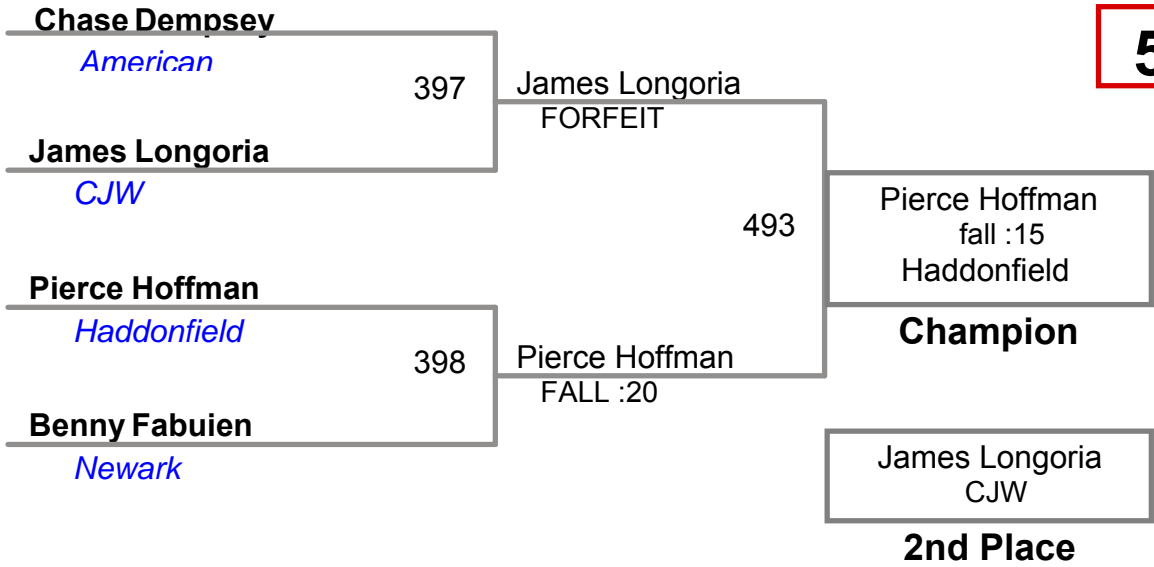 Chase Dempsey
American
5
397
James Longoria
FORFEIT
James Longoria
CJW
493
Pierce Hoffman
fall :15
Haddonfield
Champion
Pierce Hoffman
Haddonfield
398
Pierce Hoffman
FALL :20
Benny Fabuien
Newark
James Longoria
CJW
2nd Place